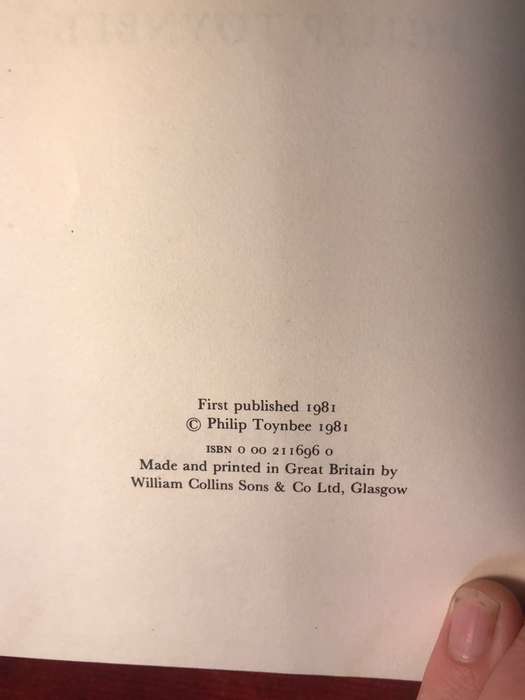 First published 1981
© Philip Toynbee 1981
ISBN 0 00 211696 0
Made and printed in Great Britain by
William Collins Sons & Co Ltd, Glasgow